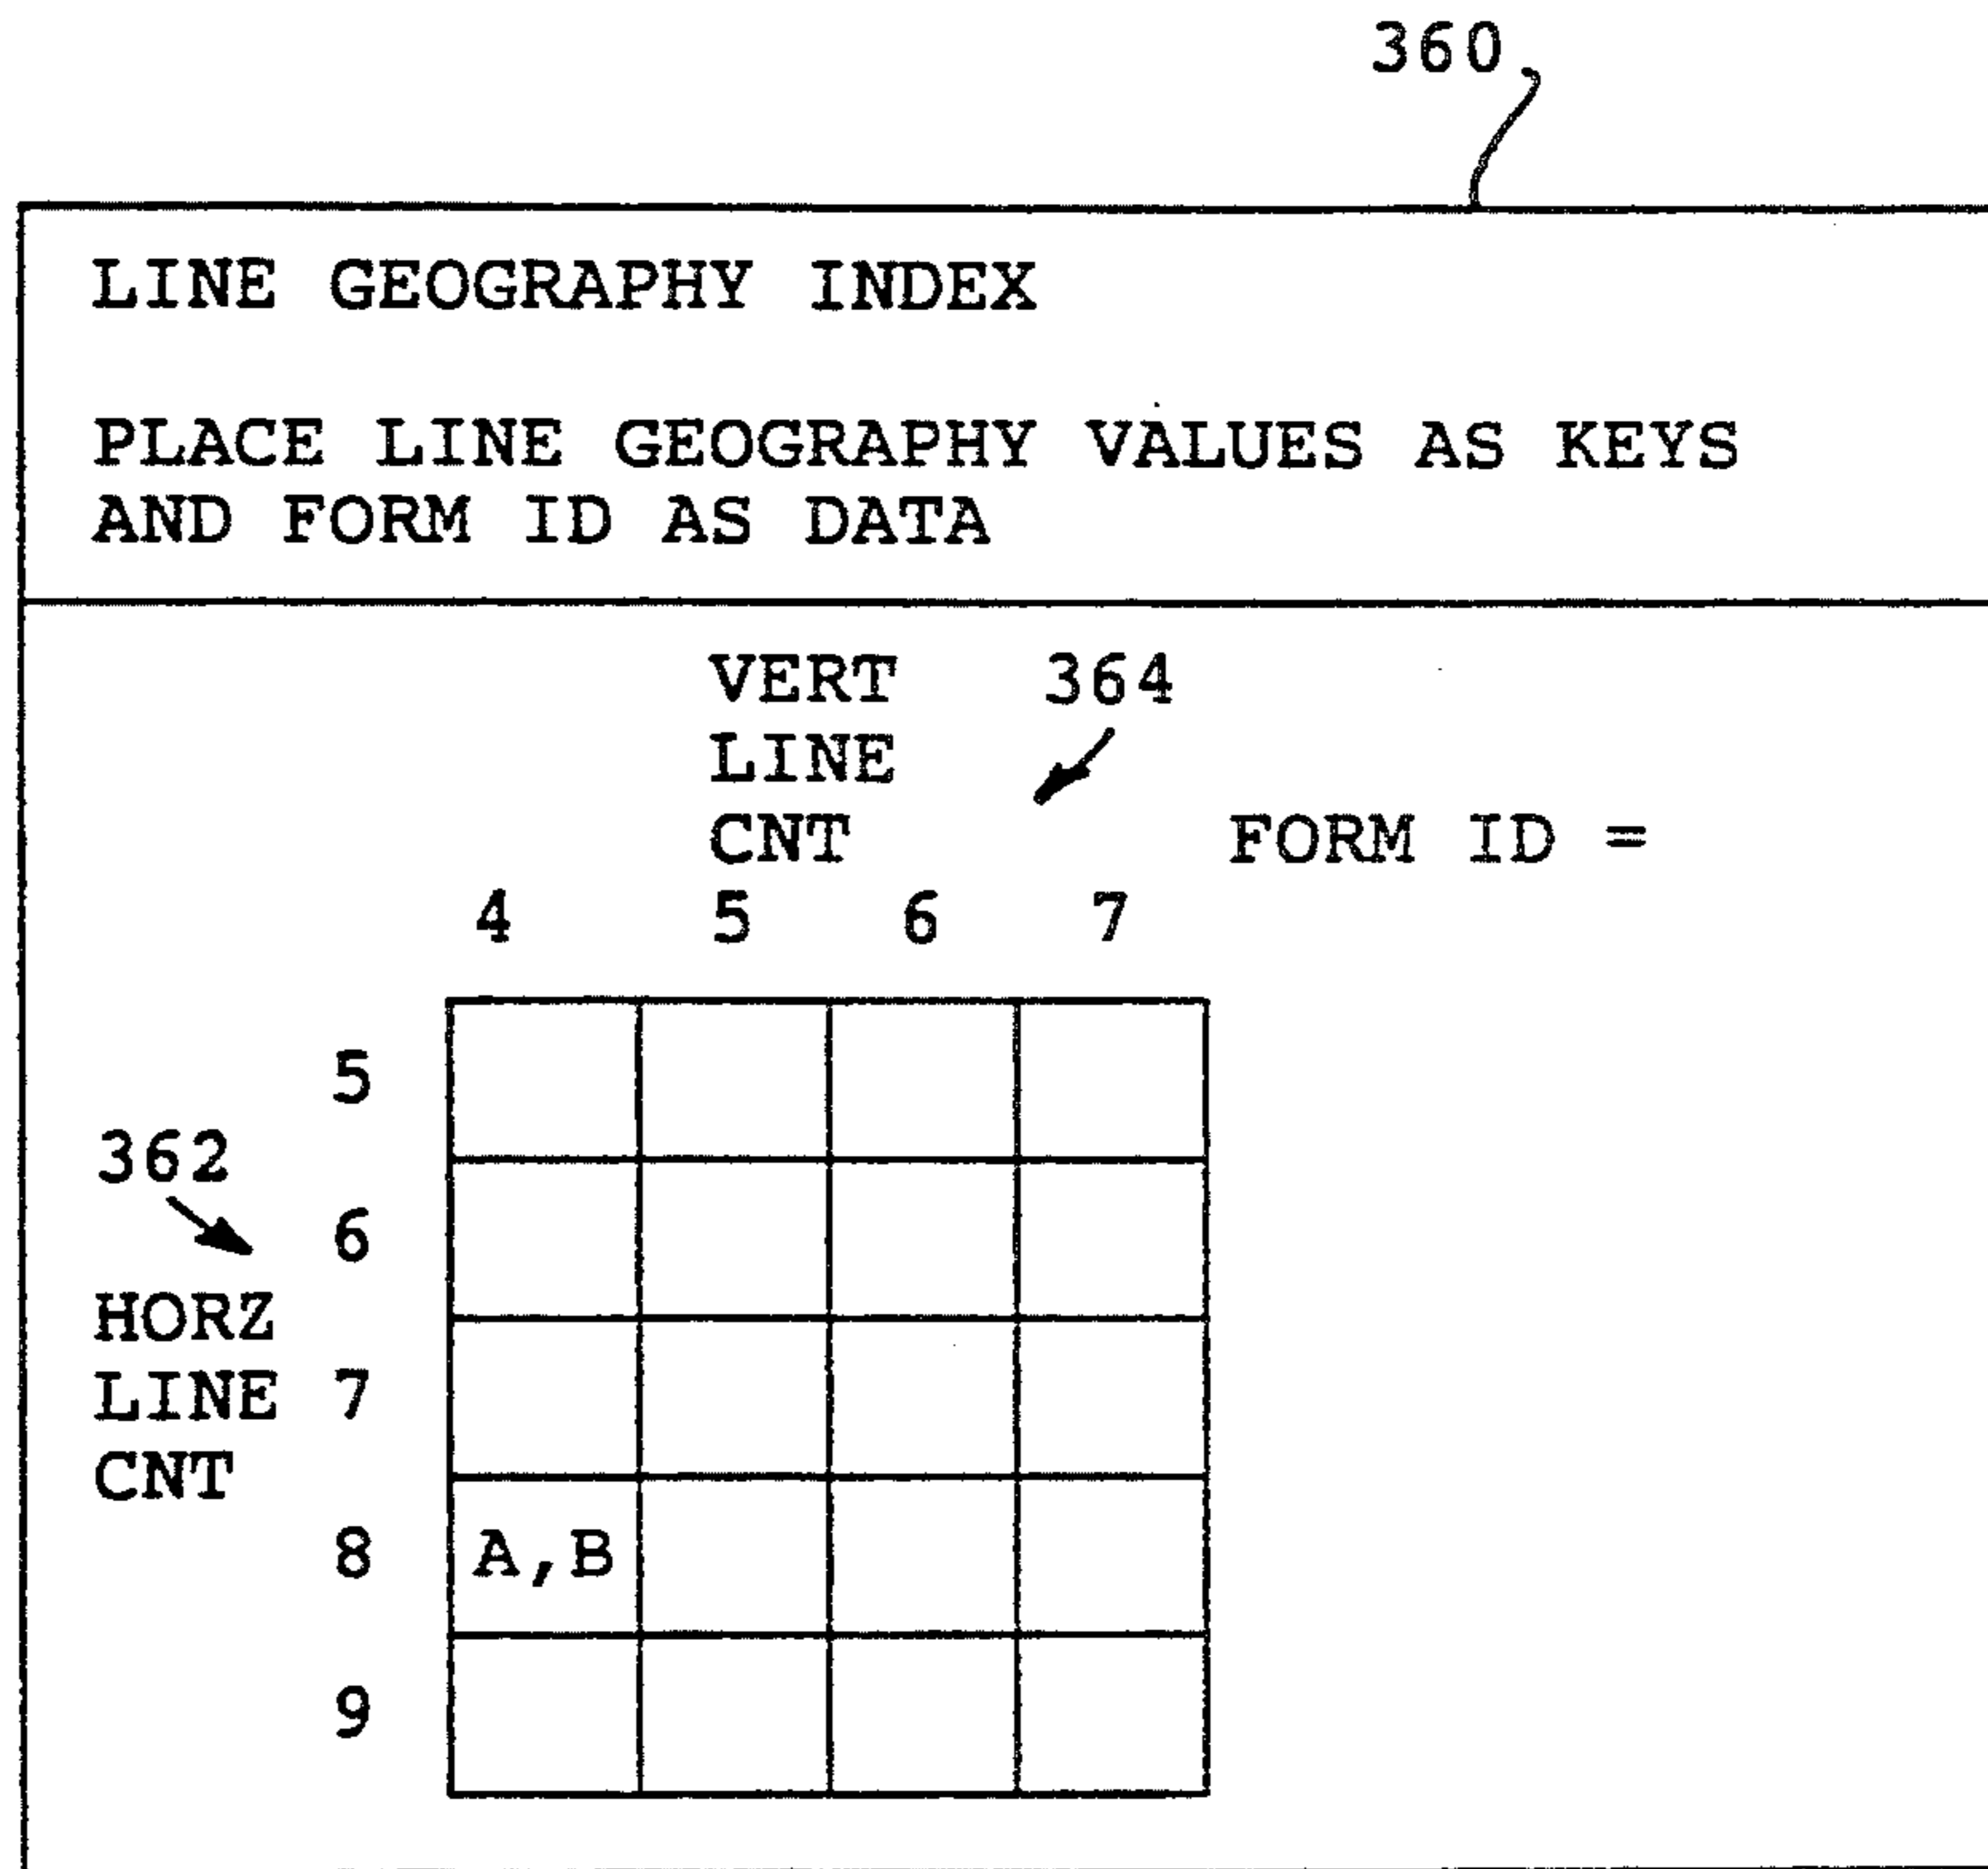 360
LINE GEOGRAPHY INDEX
PLACE LINE GEOGRAPHY VALUES AS KEYS
AND FORM ID AS DATA
VERT 364
LINE
CNT FORM ID =
4 5 6 7
5
362
6
HORZ
LINE 7
CNT
8 A,B
9